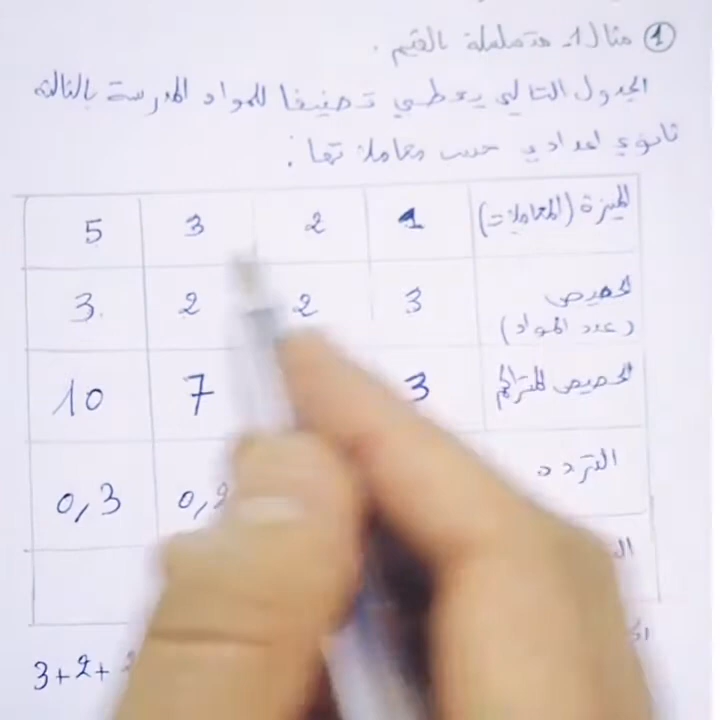 ① مثال 1 - متسلسلة بالقيم .
الجدول التالي يعطي تصنيفا للمواد المدرسة بالثالثة
ثانوي اعدادي حسب معاملاتها :
الميزة (المعاملات) 1 2 3 5
الحصيص (عدد المواد) 3 2 2 3
الحصيص المتراكم 3 7 10
التردد 0,3
3+2+